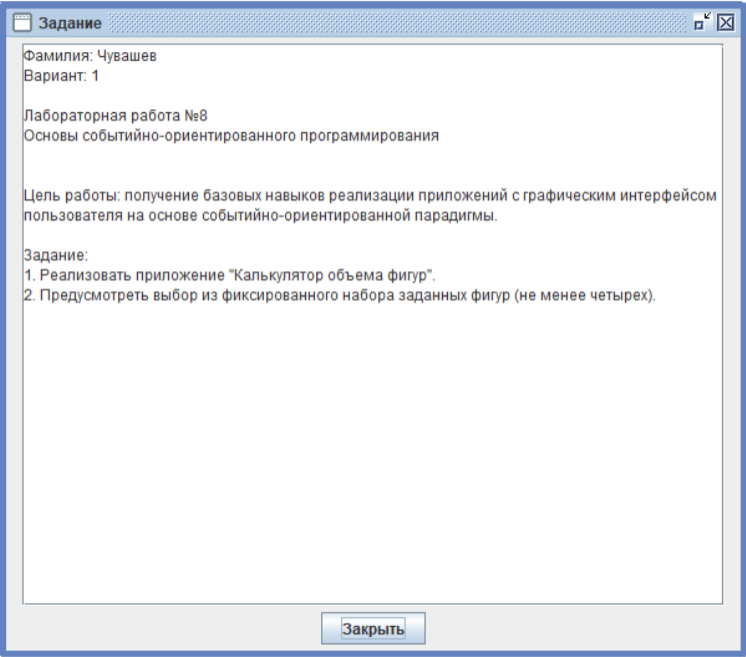 Задание
Фамилия: Чувашев
Вариант: 1
Лабораторная работа №8
Основы событийно-ориентированного программирования
Цель работы: получение базовых навыков реализации приложений с графическим интерфейсом
пользователя на основе событийно-ориентированной парадигмы.
Задание:
1. Реализовать приложение "Калькулятор объема фигур".
2. Предусмотреть выбор из фиксированного набора заданных фигур (не менее четырех).
Закрыть